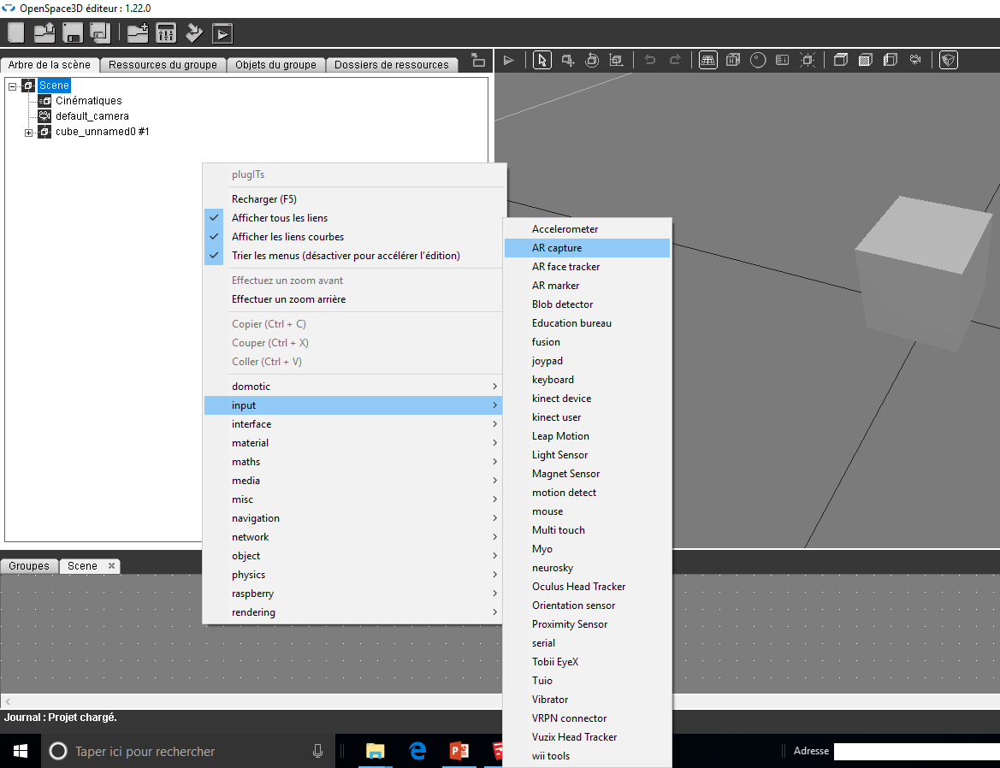 OpenSpace3D éditeur : 1.22.0
Arbre de la scène
Ressources du groupe
Objets du groupe
Dossiers de ressources
Scene
Cinématiques
default_camera
cube_unnamed0 #1
plugITs
Recharger (F5)
Afficher tous les liens
Afficher les liens courbes
Trier les menus (désactiver pour accélérer l'édition)
Effectuez un zoom avant
Effectuer un zoom arrière
Copier (Ctrl + C)
Couper (Ctrl + X)
Coller (Ctrl + V)
domotic
input
interface
material
maths
media
misc
navigation
network
object
physics
raspberry
rendering
Accelerometer
AR capture
AR face tracker
AR marker
Blob detector
Education bureau
fusion
joypad
keyboard
kinect device
kinect user
Leap Motion
Light Sensor
Magnet Sensor
motion detect
mouse
Multi touch
Myo
neurosky
Oculus Head Tracker
Orientation sensor
Proximity Sensor
serial
Tobii EyeX
Tuio
Vibrator
VRPN connector
Vuzix Head Tracker
wii tools
Groupes
Scene
Journal : Projet chargé.
Taper ici pour rechercher
Adresse